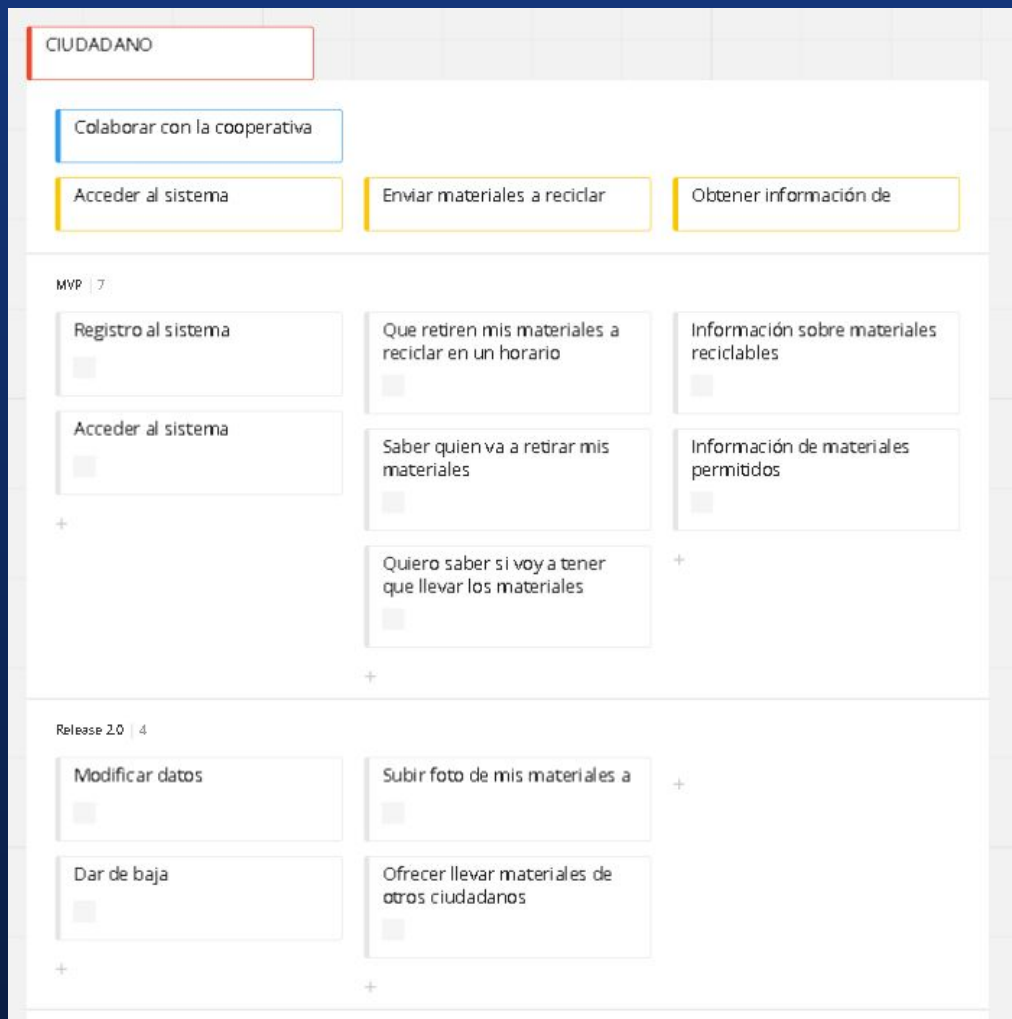 CIUDADANO
Colaborar con la cooperativa
Acceder al sistema
Enviar materiales a reciclar
Obtener información de
MVP | 7
Registro al sistema
Que retiren mis materiales a
reciclar en un horario
Información sobre materiales
reciclables
Acceder al sistema
Saber quien va a retirar mis
materiales
Información de materiales
permitidos
+
Quiero saber si voy a tener
que llevar los materiales
+
+
Release 2.0 | 4
Modificar datos
Subir foto de mis materiales a
+
Dar de baja
Ofrecer llevar materiales de
otros ciudadanos
+
+